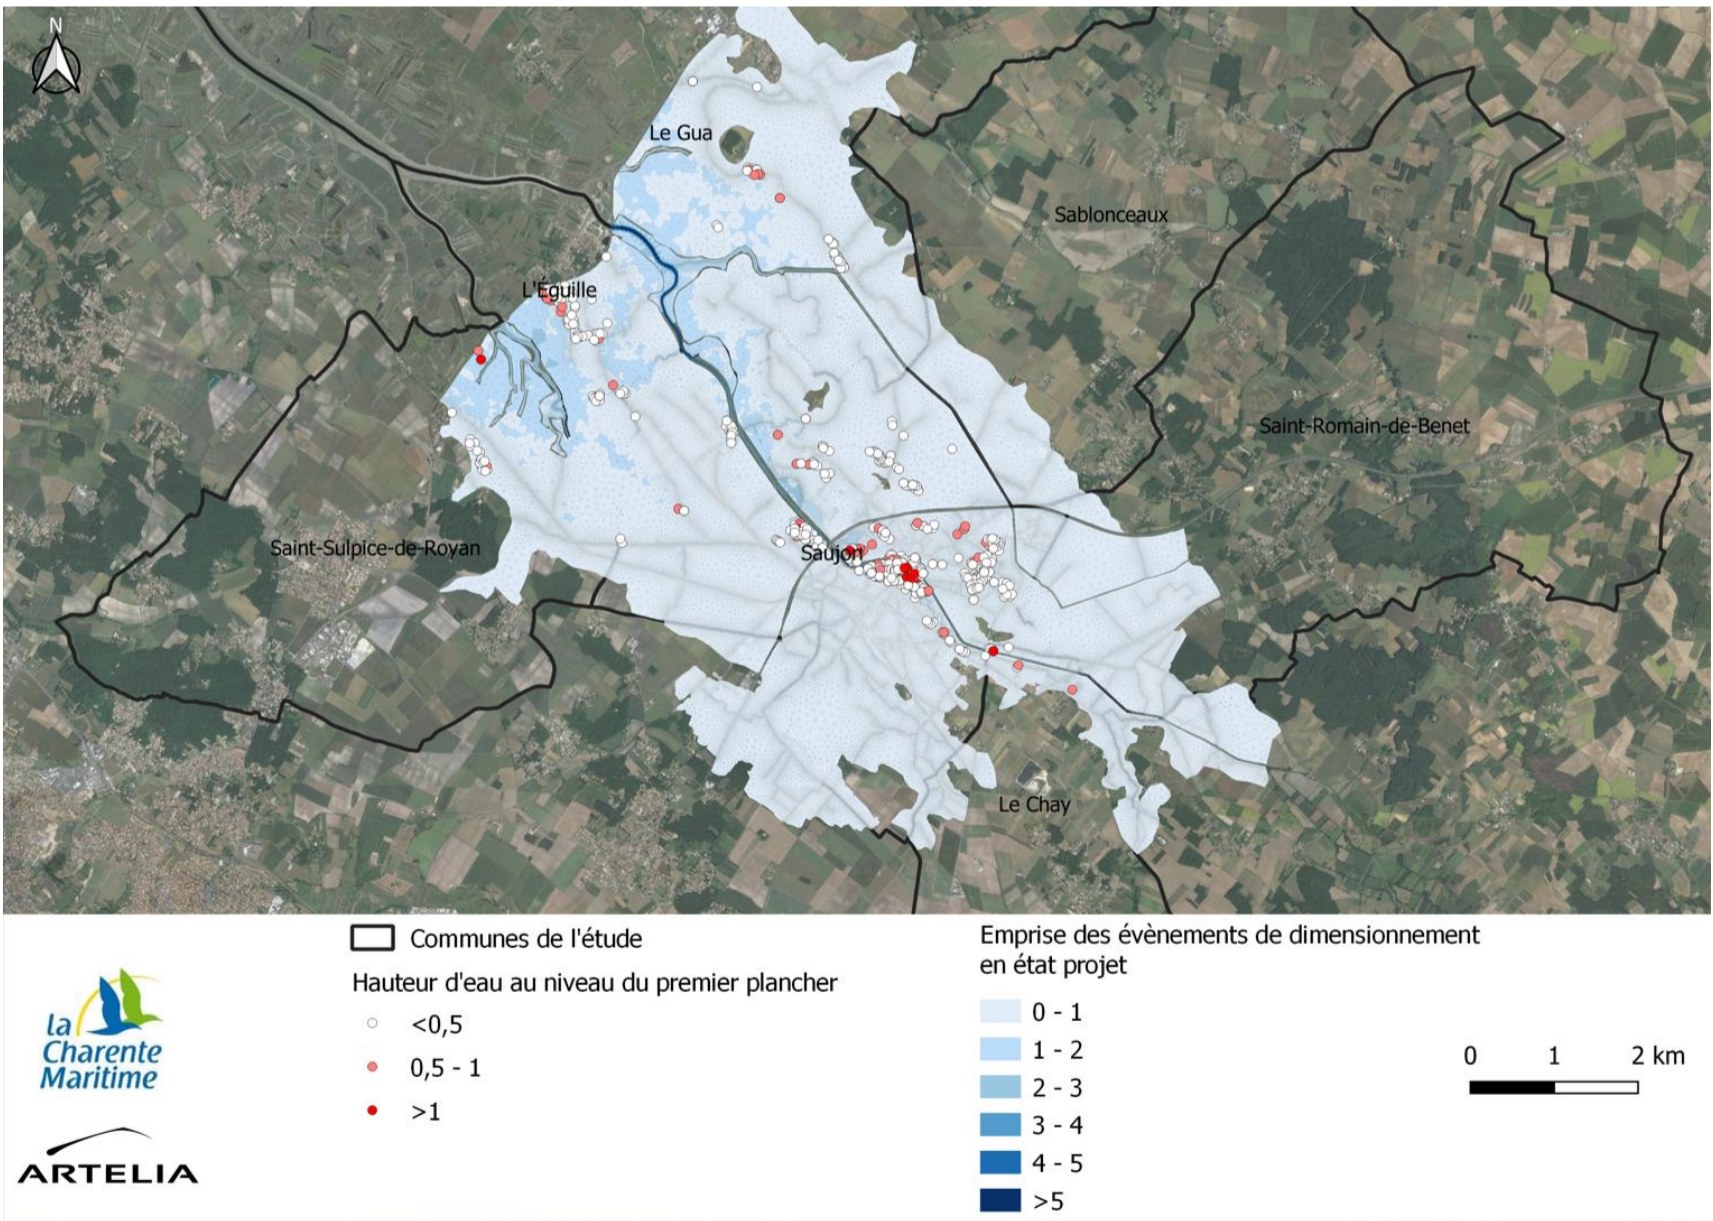 N
Le Gua
Sablonceaux
L'Éguille
Saint-Romain-de-Benet
Saint-Sulpice-de-Royan
Saujon
Le Chay
Communes de l'étude
Hauteur d'eau au niveau du premier plancher
<0,5
0,5 - 1
>1
Emprise des évènements de dimensionnement
en état projet
0 - 1
1 - 2
2 - 3
3 - 4
4 - 5
>5
0 1 2 km
la
Charente
Maritime
ARTELIA